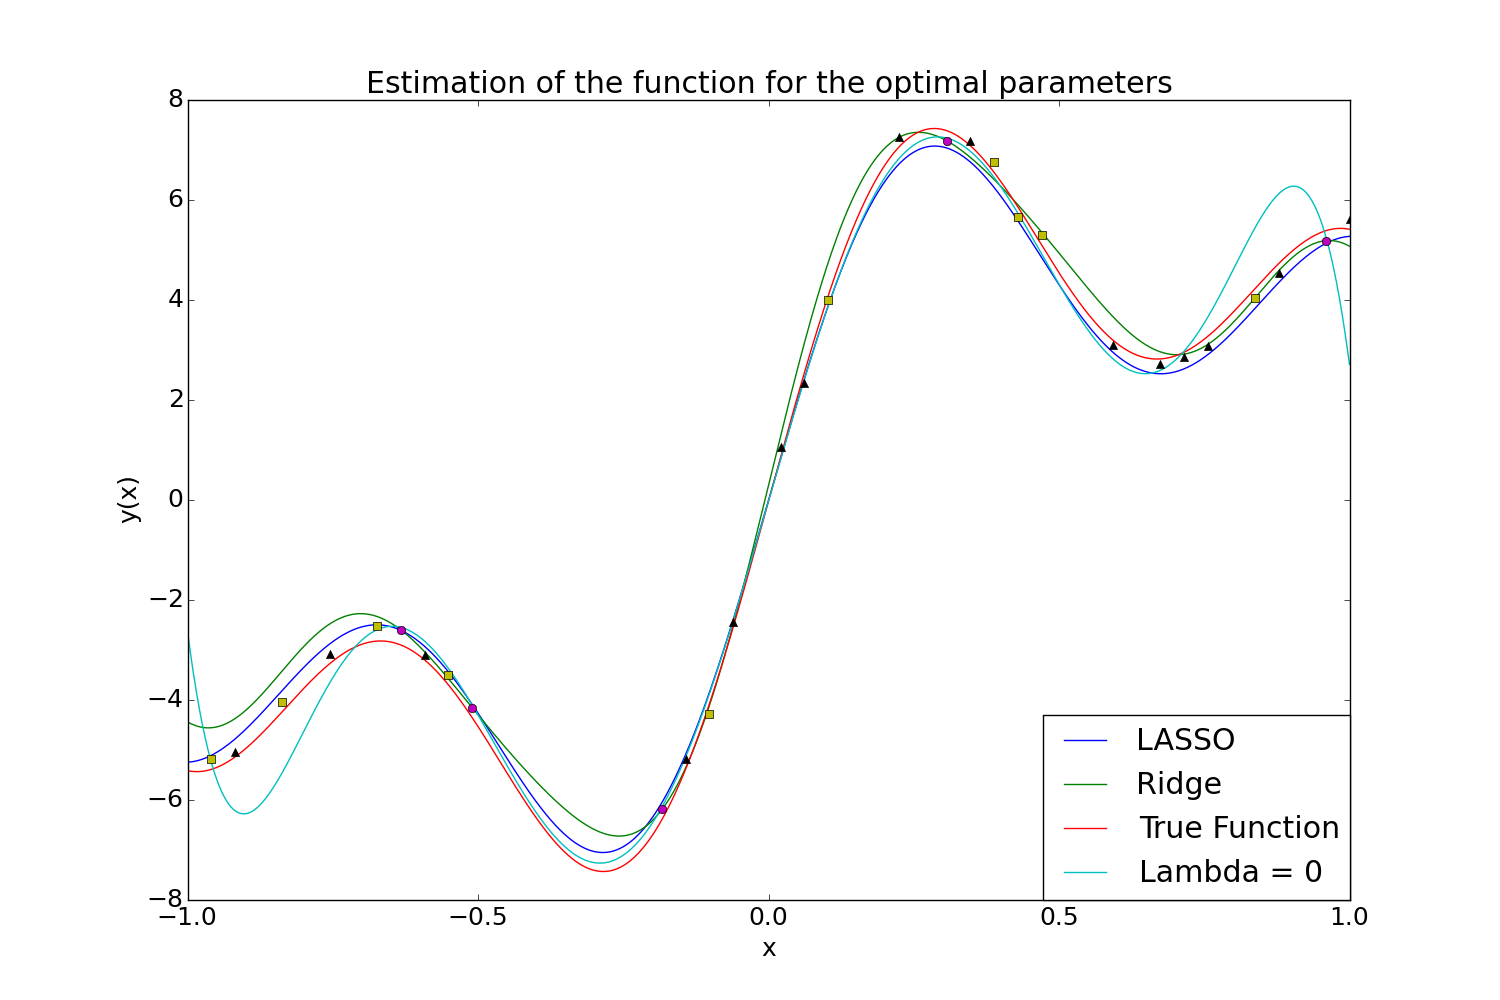 Estimation of the function for the optimal parameters
8
6
4
2
0
−2
−4
−6
−8
y(x)
−1.0
−0.5
0.0
0.5
1.0
x
LASSO
Ridge
True Function
Lambda = 0